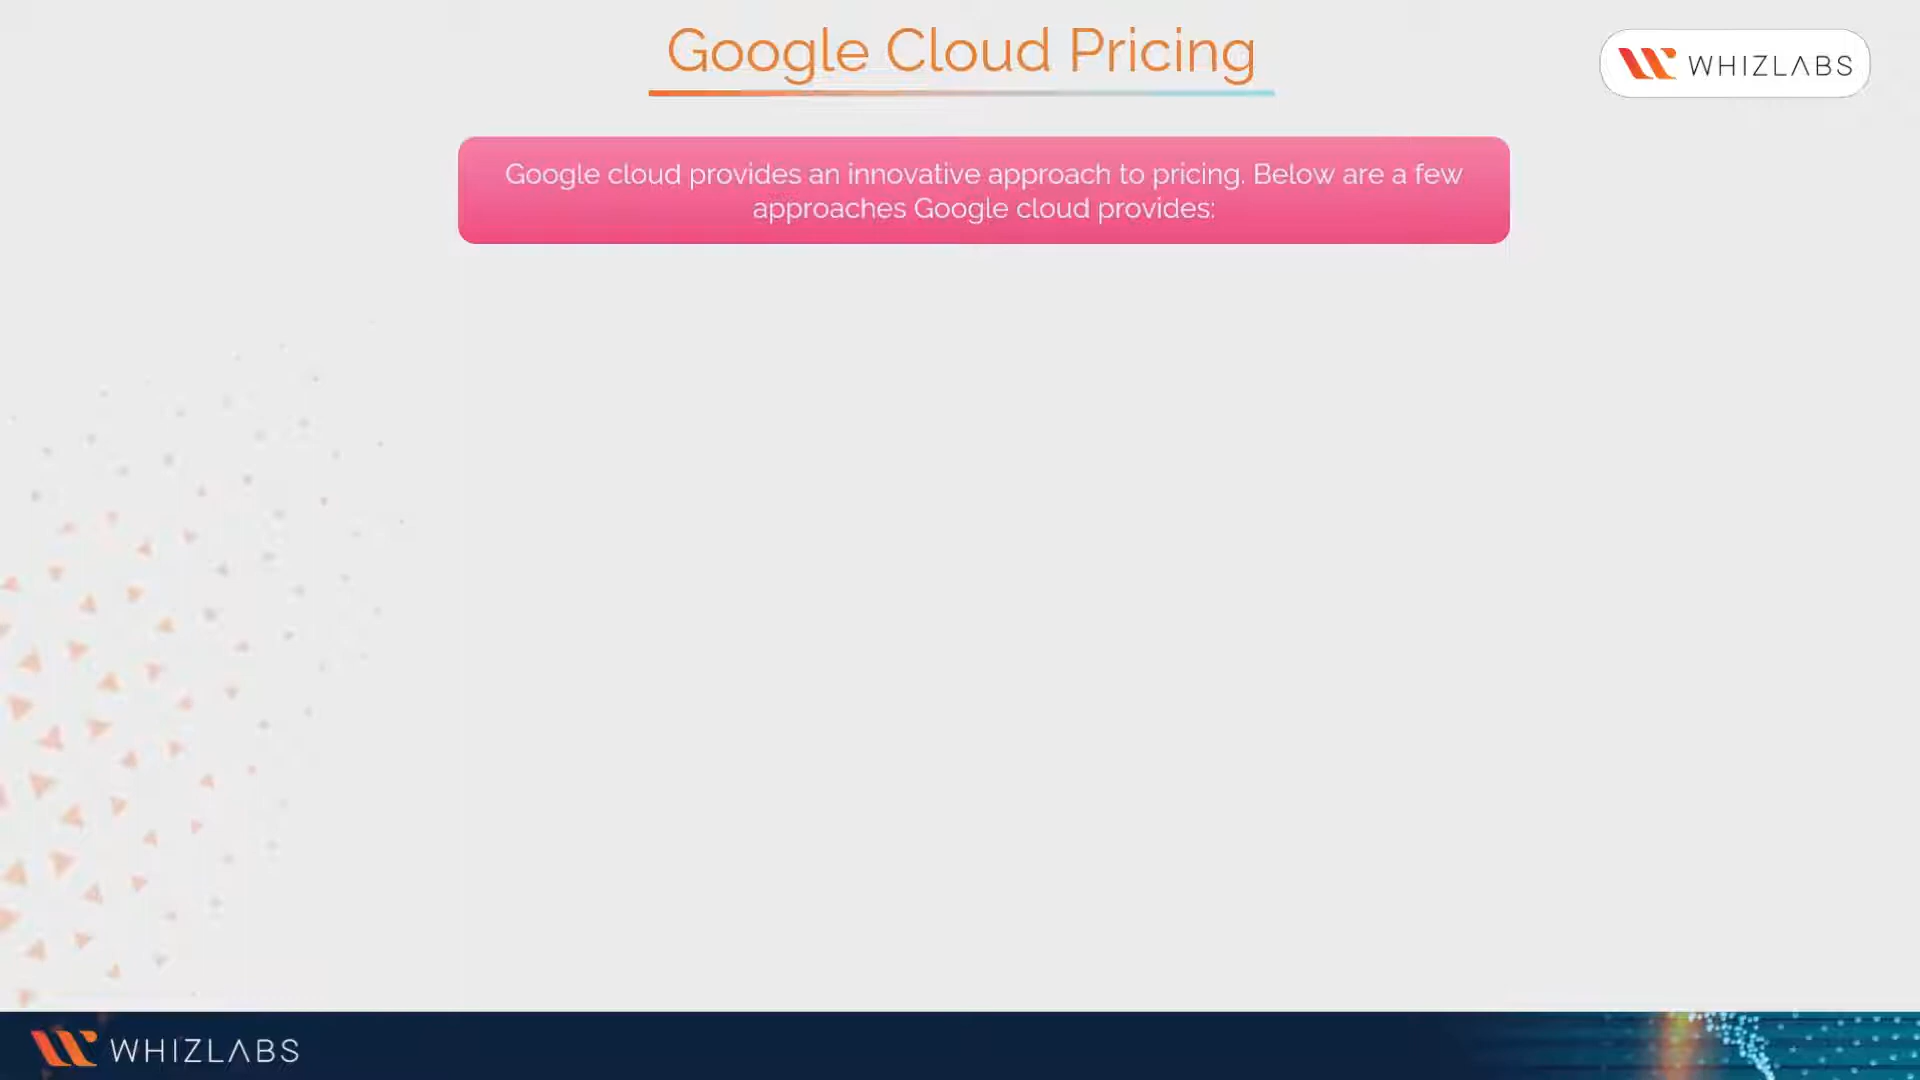 Google Cloud Pricing
WHIZLABS
Google cloud provides an innovative approach to pricing. Below are a few
approaches Google cloud provides:
WHIZLABS